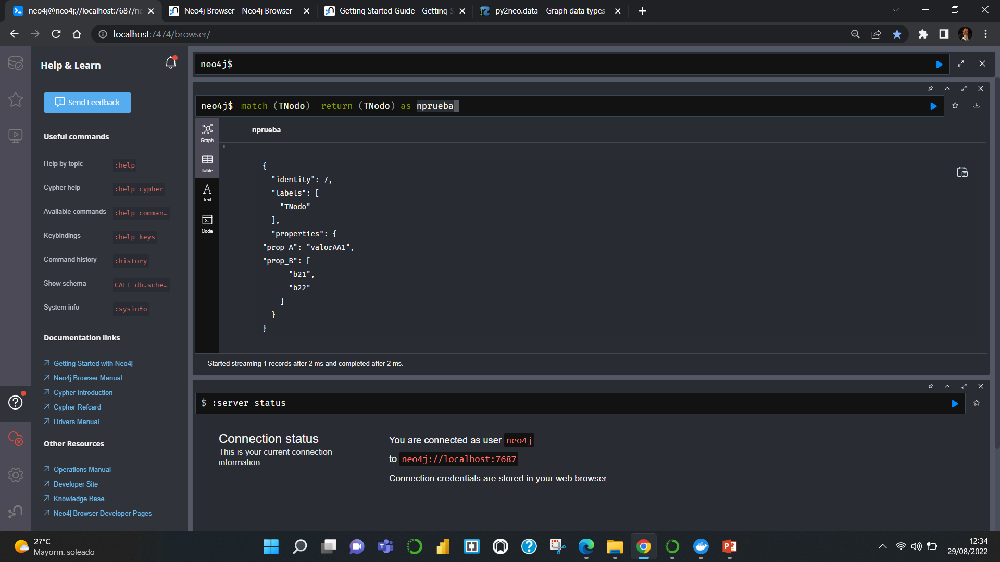 neo4j@neo4j://localhost:7687/ne
Neo4j Browser - Neo4j Browser
Getting Started Guide - Getting S
py2neo.data – Graph data types -
localhost:7474/browser/
Help & Learn
Send Feedback
Useful commands
Help by topic :help
Cypher help :help cypher
Available commands :help comman…
Keybindings :help keys
Command history :history
Show schema CALL db.sche…
System info :sysinfo
Documentation links
Getting Started with Neo4j
Neo4j Browser Manual
Cypher Introduction
Cypher Refcard
Drivers Manual
Other Resources
Operations Manual
Developer Site
Knowledge Base
Neo4j Browser Developer Pages
neo4j$
neo4j$ match (TNodo) return (TNodo) as nprueba
Graph
Table
Text
Code
nprueba
1
{
"identity": 7,
"labels": [
"TNodo"
],
"properties": {
"prop_A": "valorAA1",
"prop_B": [
"b21",
"b22"
]
}
}
Started streaming 1 records after 2 ms and completed after 2 ms.
$ :server status
Connection status
This is your current connection
information.
You are connected as user neo4j
to neo4j://localhost:7687
Connection credentials are stored in your web browser.
27°C
Mayorm. soleado
12:34
29/08/2022